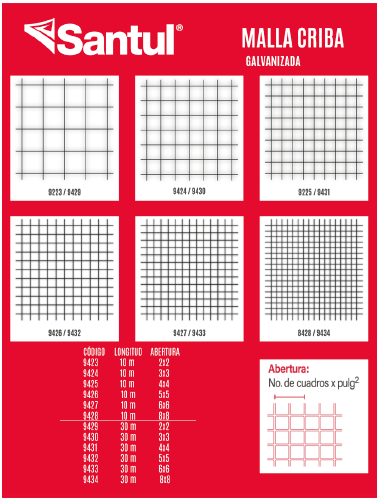 Santul®
MALLA CRIBA
GALVANIZADA
9223 / 9429
9424 / 9430
9225 / 9431
9426 / 9432
9427 / 9433
8428 / 9434
CÓDIGO LONGITUD ABERTURA
9423 10 m 2x2
9424 10 m 3x3
9425 10 m 4x4
9426 10 m 5x5
9427 10 m 6x6
9428 10 m 8x8
9429 30 m 2x2
9430 30 m 3x3
9431 30 m 4x4
9432 30 m 5x5
9433 30 m 6x6
9434 30 m 8x8
Abertura:
No. de cuadros x pulg²